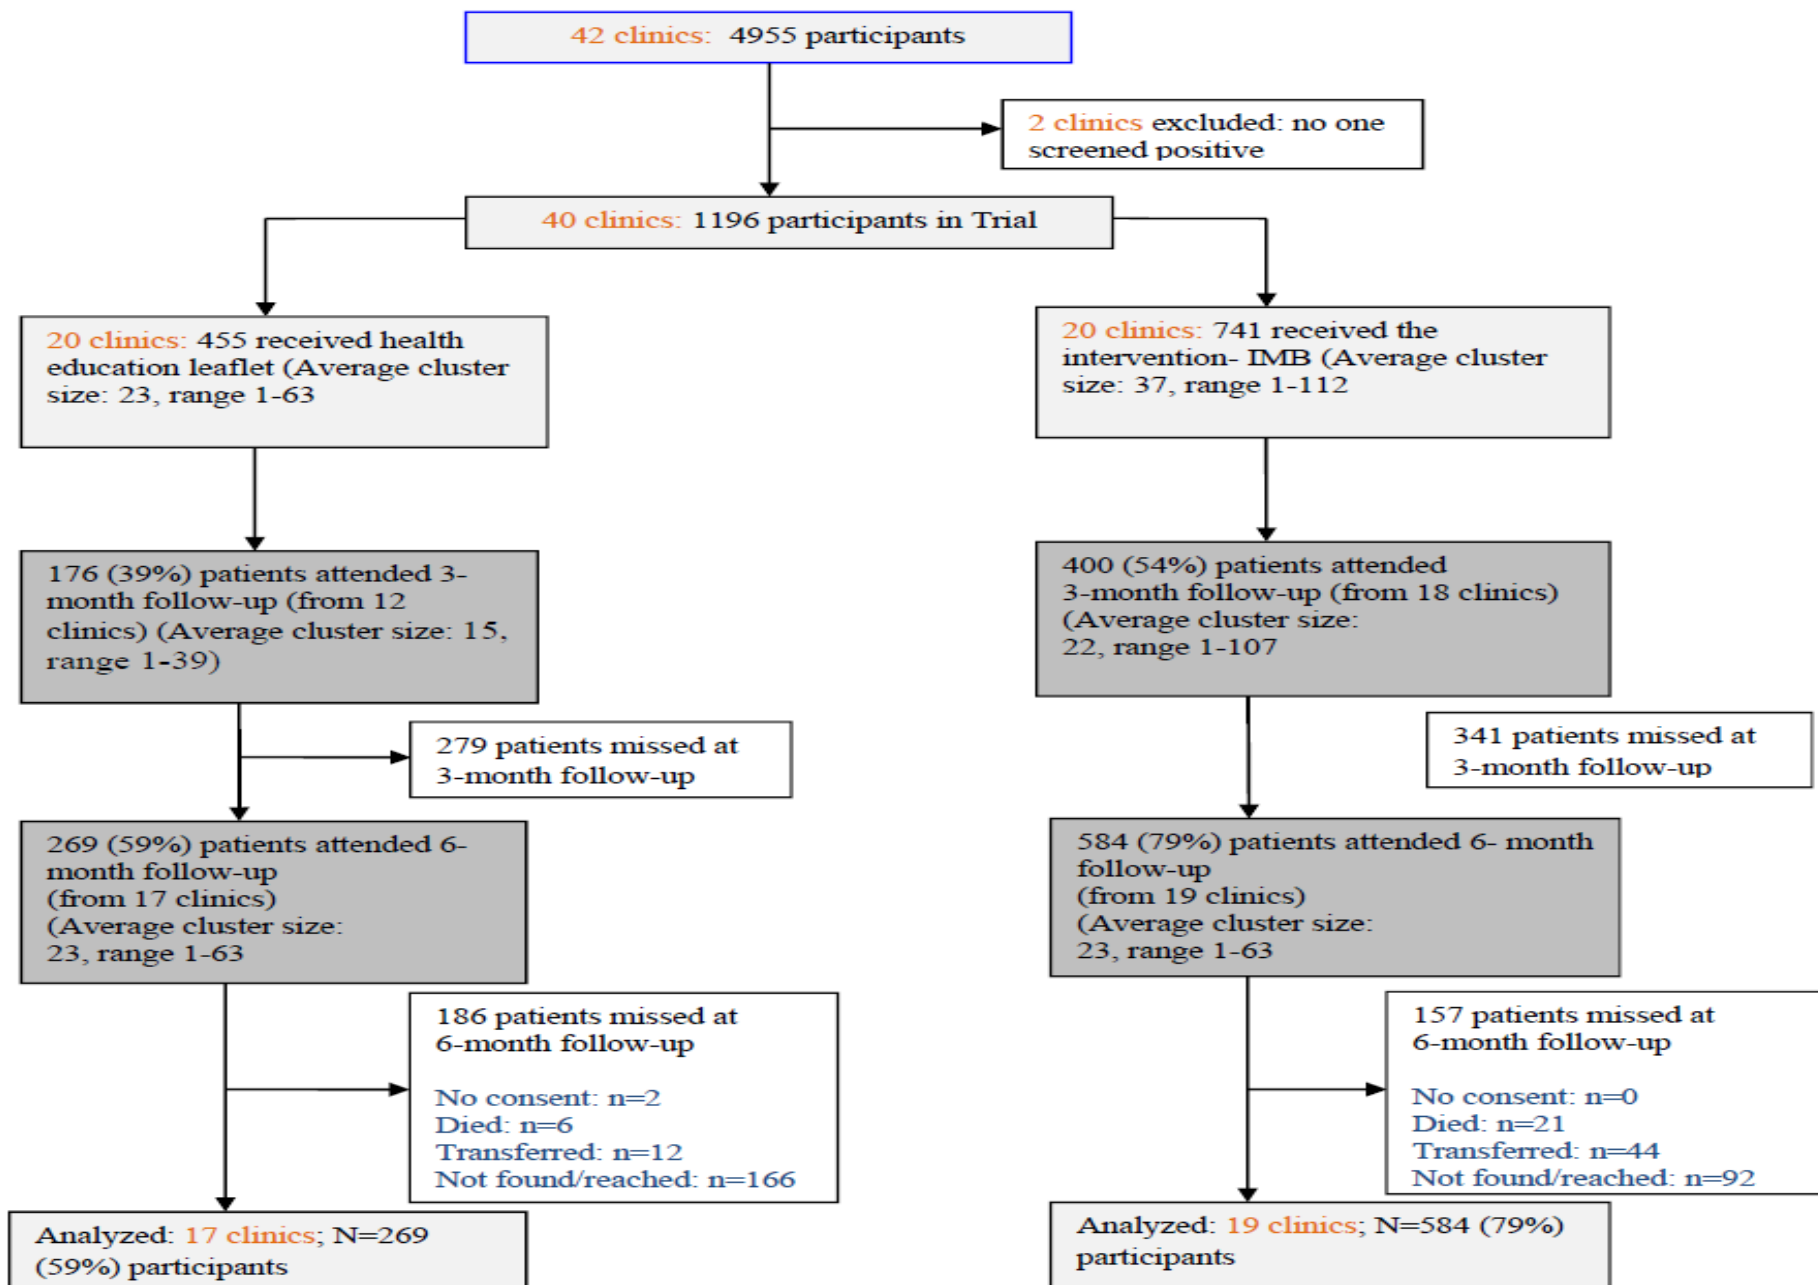 42 clinics: 4955 participants
2 clinics excluded: no one
screened positive
40 clinics: 1196 participants in Trial
20 clinics: 455 received health
education leaflet (Average cluster
size: 23, range 1-63
20 clinics: 741 received the
intervention- IMB (Average cluster
size: 37, range 1-112
176 (39%) patients attended 3-
month follow-up (from 12
clinics) (Average cluster size: 15,
range 1-39)
400 (54%) patients attended
3-month follow-up (from 18 clinics)
(Average cluster size:
22, range 1-107
279 patients missed at
3-month follow-up
341 patients missed at
3-month follow-up
269 (59%) patients attended 6-
month follow-up
(from 17 clinics)
(Average cluster size:
23, range 1-63
584 (79%) patients attended 6- month
follow-up
(from 19 clinics)
(Average cluster size:
23, range 1-63
186 patients missed at
6-month follow-up
No consent: n=2
Died: n=6
Transferred: n=12
Not found/reached: n=166
157 patients missed at
6-month follow-up
No consent: n=0
Died: n=21
Transferred: n=44
Not found/reached: n=92
Analyzed: 17 clinics; N=269
(59%) participants
Analyzed: 19 clinics; N=584 (79%)
participants